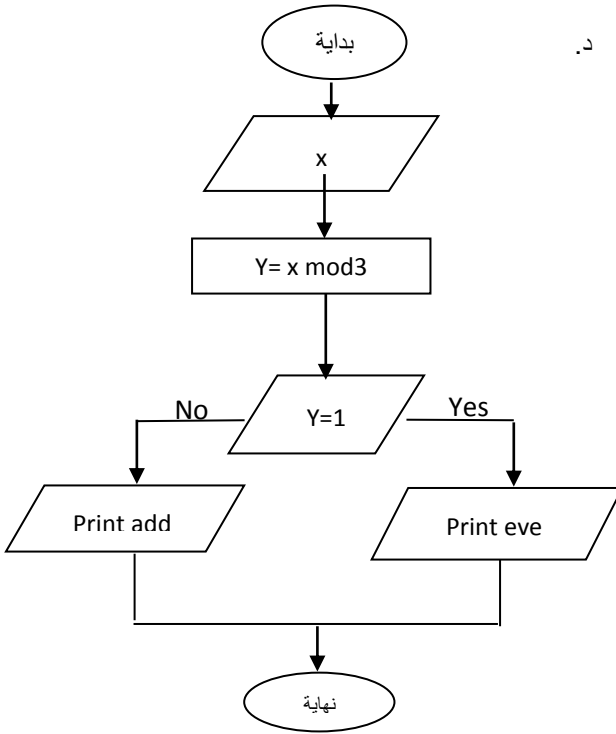 د.
بداية
x
Y= x mod3
Y=1
No
Yes
Print add
Print eve
نهاية